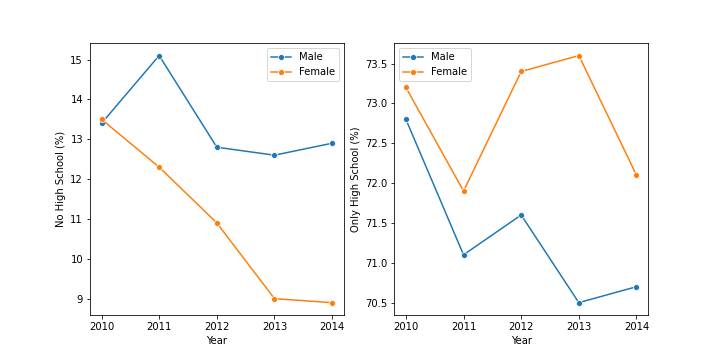 No High School (%)
15
14
13
12
11
10
9
2010 2011 2012 2013 2014
Year
Male
Female
Only High School (%)
73.5
73.0
72.5
72.0
71.5
71.0
70.5
2010 2011 2012 2013 2014
Year
Male
Female